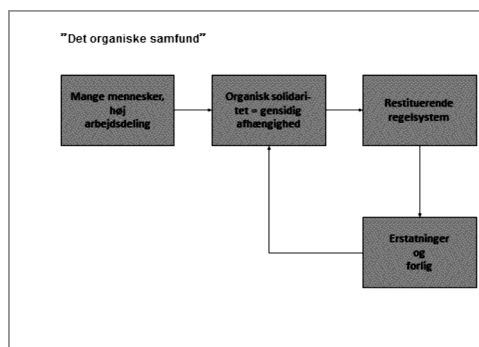 ”Det organiske samfund”
Mange mennesker,
høj
arbejdsdeling
Organisk solidari-
tet = gensidig
afhængighed
Restituerende
regelsystem
Erstatninger
og
forlig